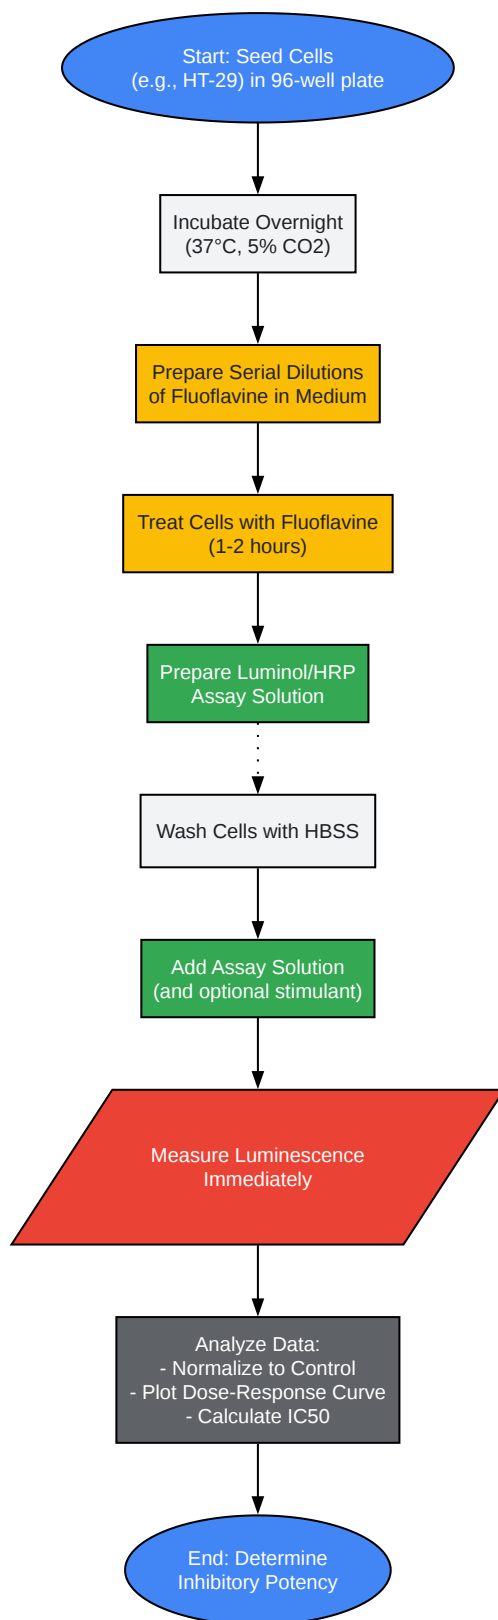 Start: Seed Cells
(e.g., HT-29) in 96-well plate
Incubate Overnight
(37°C, 5% CO2)
Prepare Serial Dilutions
of Fluoflavine in Medium
Treat Cells with Fluoflavine
(1-2 hours)
Prepare Luminol/HRP
Assay Solution
Wash Cells with HBSS
Add Assay Solution
(and optional stimulant)
Measure Luminescence
Immediately
Analyze Data:
- Normalize to Control
- Plot Dose-Response Curve
- Calculate IC50
End: Determine
Inhibitory Potency